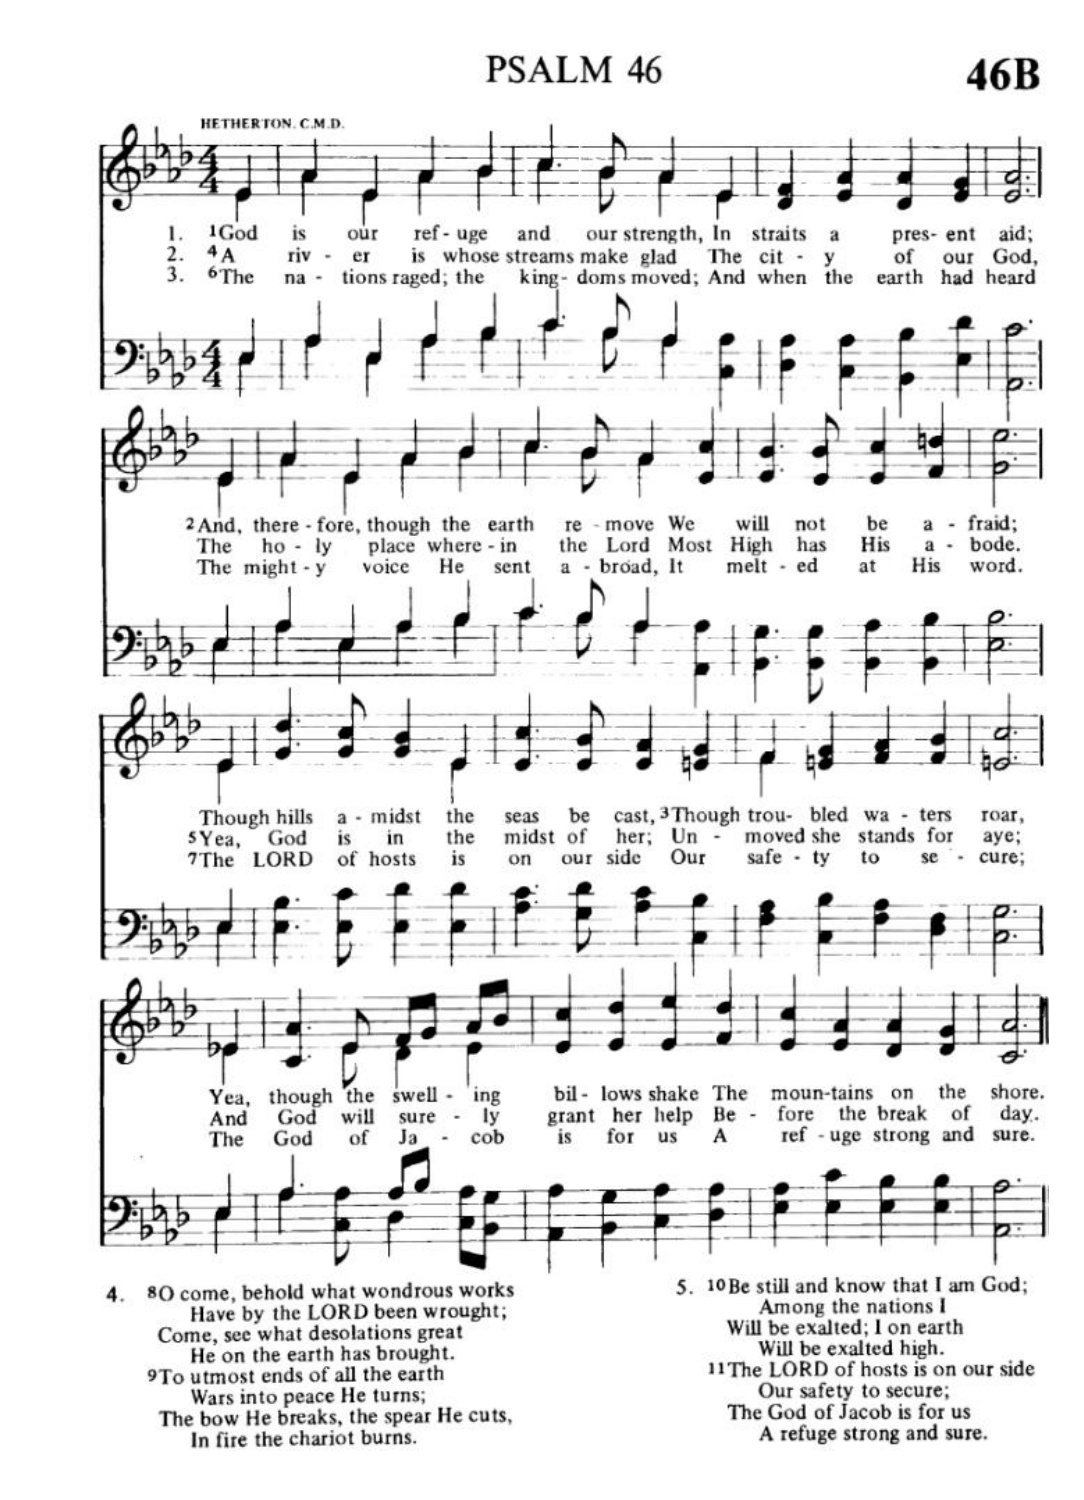 PSALM 46
46B
HETHERTON. C.M.D.
1. 1God is our ref - uge and our strength, In straits a pres- ent aid;
2. 4A riv - er is whose streams make glad The cit - y of our God,
3. 6The na - tions raged; the king- doms moved; And when the earth had heard
2And, there - fore, though the earth re - move We will not be a - fraid;
The ho - ly place where - in the Lord Most High has His a - bode.
The might - y voice He sent a - broad, It melt - ed at His word.
Though hills a - midst the seas be cast, 3Though trou- bled wa - ters roar,
5Yea, God is in the midst of her; Un - moved she stands for aye;
7The LORD of hosts is on our side Our safe - ty to se - cure;
Yea, though the swell - ing bil - lows shake The moun-tains on the shore.
And God will sure - ly grant her help Be - fore the break of day.
The God of Ja - cob is for us A ref - uge strong and sure.
4. 8O come, behold what wondrous works
Have by the LORD been wrought;
Come, see what desolations great
He on the earth has brought.
9To utmost ends of all the earth
Wars into peace He turns;
The bow He breaks, the spear He cuts,
In fire the chariot burns.
5. 10Be still and know that I am God;
Among the nations I
Will be exalted; I on earth
Will be exalted high.
11The LORD of hosts is on our side
Our safety to secure;
The God of Jacob is for us
A refuge strong and sure.